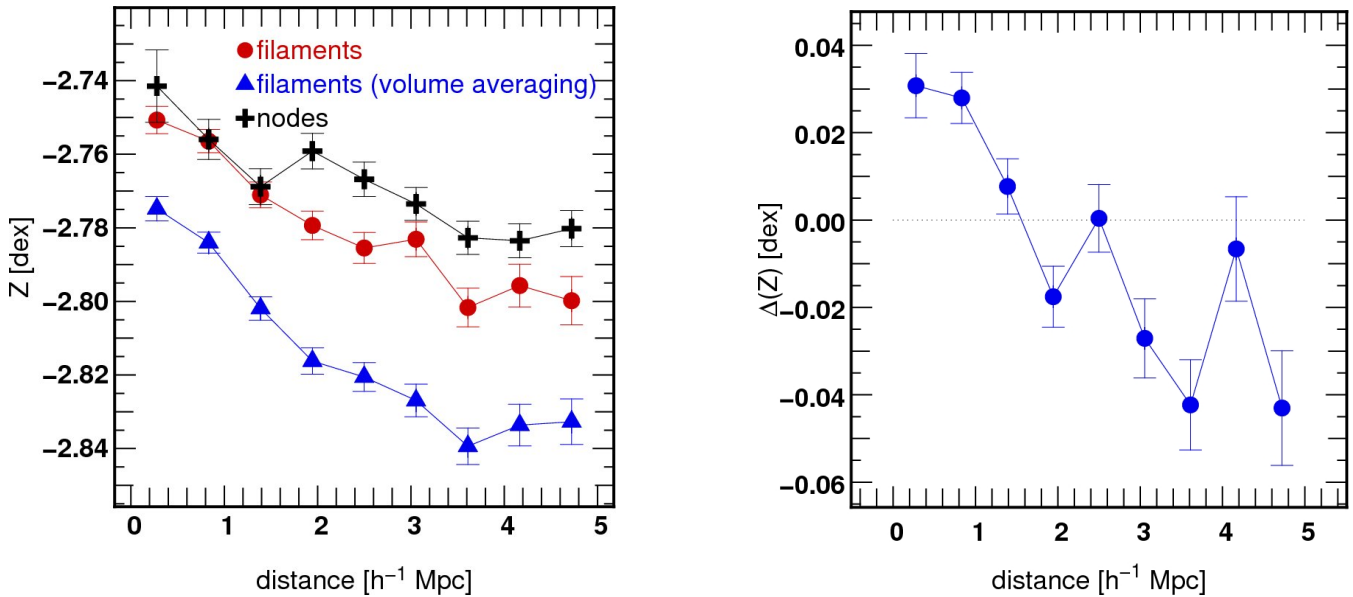 filaments
filaments (volume averaging)
nodes
Z [dex]
−2.74
−2.76
−2.78
−2.80
−2.82
−2.84
0 1 2 3 4 5
distance [h⁻¹ Mpc]
Δ(Z) [dex]
0.04
0.02
0.00
−0.02
−0.04
−0.06
0 1 2 3 4 5
distance [h⁻¹ Mpc]